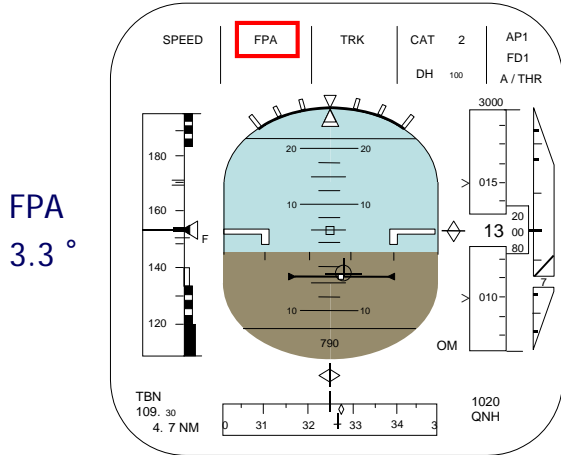 SPEED FPA TRK CAT 2 AP1
FD1
DH 100 A / THR
3000
180
20 20
015
FPA
3.3 °
160
10 10
F
13 20
00
80
140
7
010
120
10 10
790
OM
TBN
109. 30
4. 7 NM
0 31 32 33 34 3
1020
QNH